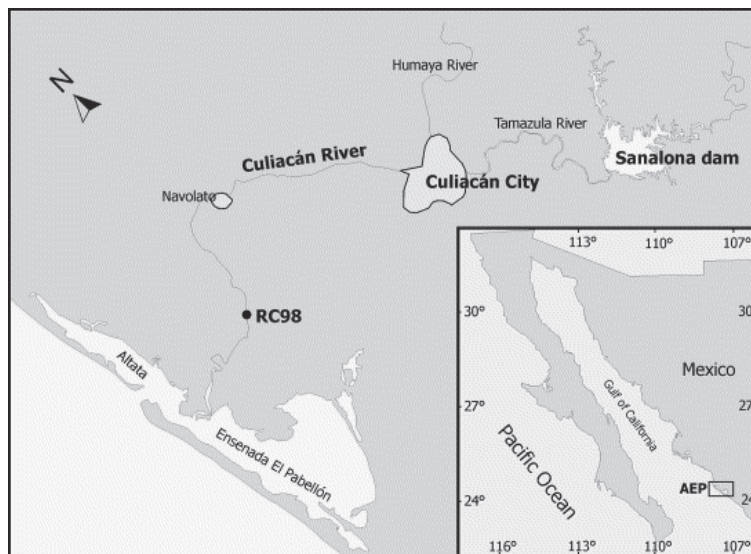 N
Humaya River
Tamazula River
Culiacán River
Sanalona dam
Culiacán City
Navolato
RC98
Altata
Ensenada El Pabellón
113°
110°
107°
30°
30
Mexico
Gulf of California
27°
27
Pacific Ocean
AEP
24°
24
116°
113°
110°
107°